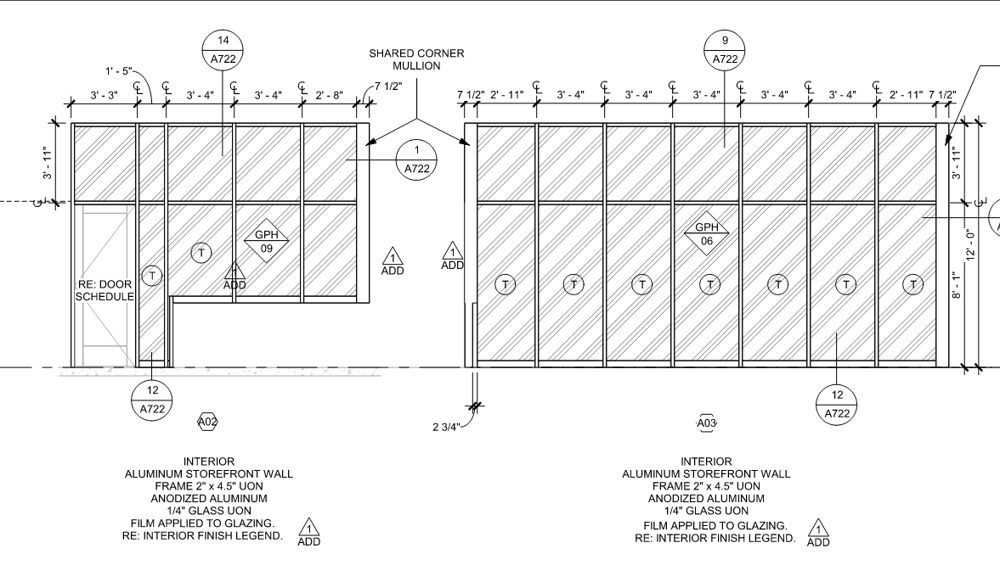 14
A722
SHARED CORNER
MULLION
9
A722
1' - 5"
3' - 3"
3' - 4"
3' - 4"
2' - 8"
7 1/2"
7 1/2"
2' - 11"
3' - 4"
3' - 4"
3' - 4"
3' - 4"
3' - 4"
2' - 11"
7 1/2"
3' - 11"
1
A722
3' - 11"
GPH
09
GPH
06
T
T
1
ADD
1
ADD
1
ADD
12' - 0"
8' - 1"
RE: DOOR
SCHEDULE
T
T
T
T
T
T
T
12
A722
12
A722
2 3/4"
A02
A03
INTERIOR
ALUMINUM STOREFRONT WALL
FRAME 2" x 4.5" UON
ANODIZED ALUMINUM
1/4" GLASS UON
FILM APPLIED TO GLAZING.
RE: INTERIOR FINISH LEGEND.
1
ADD
INTERIOR
ALUMINUM STOREFRONT WALL
FRAME 2" x 4.5" UON
ANODIZED ALUMINUM
1/4" GLASS UON
FILM APPLIED TO GLAZING.
RE: INTERIOR FINISH LEGEND.
1
ADD